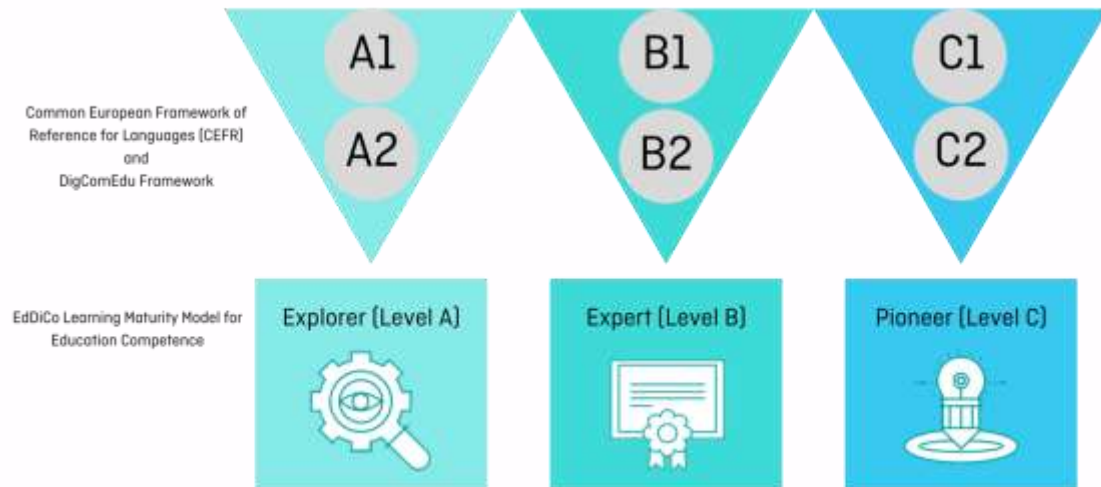 A1
B1
C1
Common European Framework of
Reference for Languages (CEFR)
and
DigComEdu Framework
A2
B2
C2
EdDiCo Learning Maturity Model for
Education Competence
Explorer (Level A)
Expert (Level B)
Pioneer (Level C)